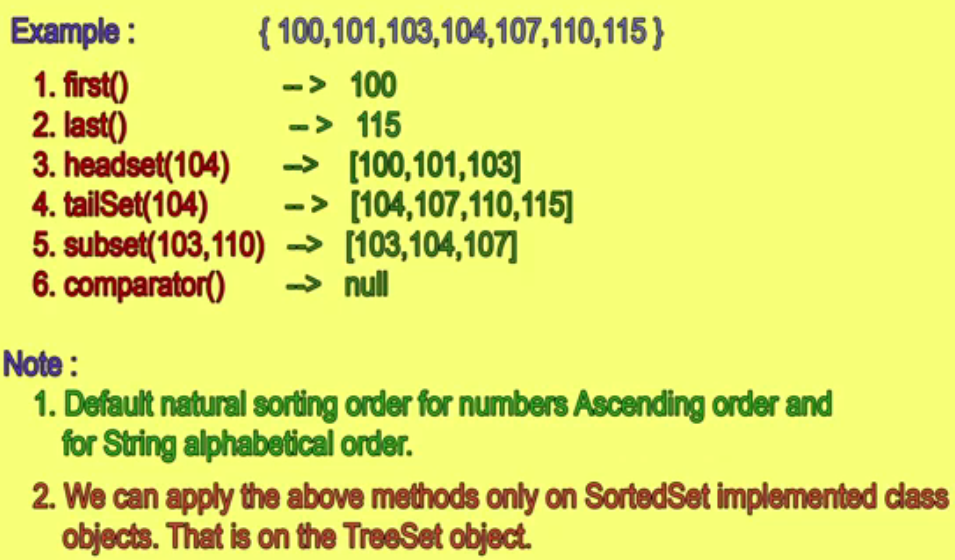 Example : { 100,101,103,104,107,110,115 }
1. first() -- > 100
2. last() -- > 115
3. headset(104) --> [100,101,103]
4. tailSet(104) -- > [104,107,110,115]
5. subset(103,110) --> [103,104,107]
6. comparator() --> null
Note :
1. Default natural sorting order for numbers Ascending order and
for String alphabetical order.
2. We can apply the above methods only on SortedSet implemented class
objects. That is on the TreeSet object.